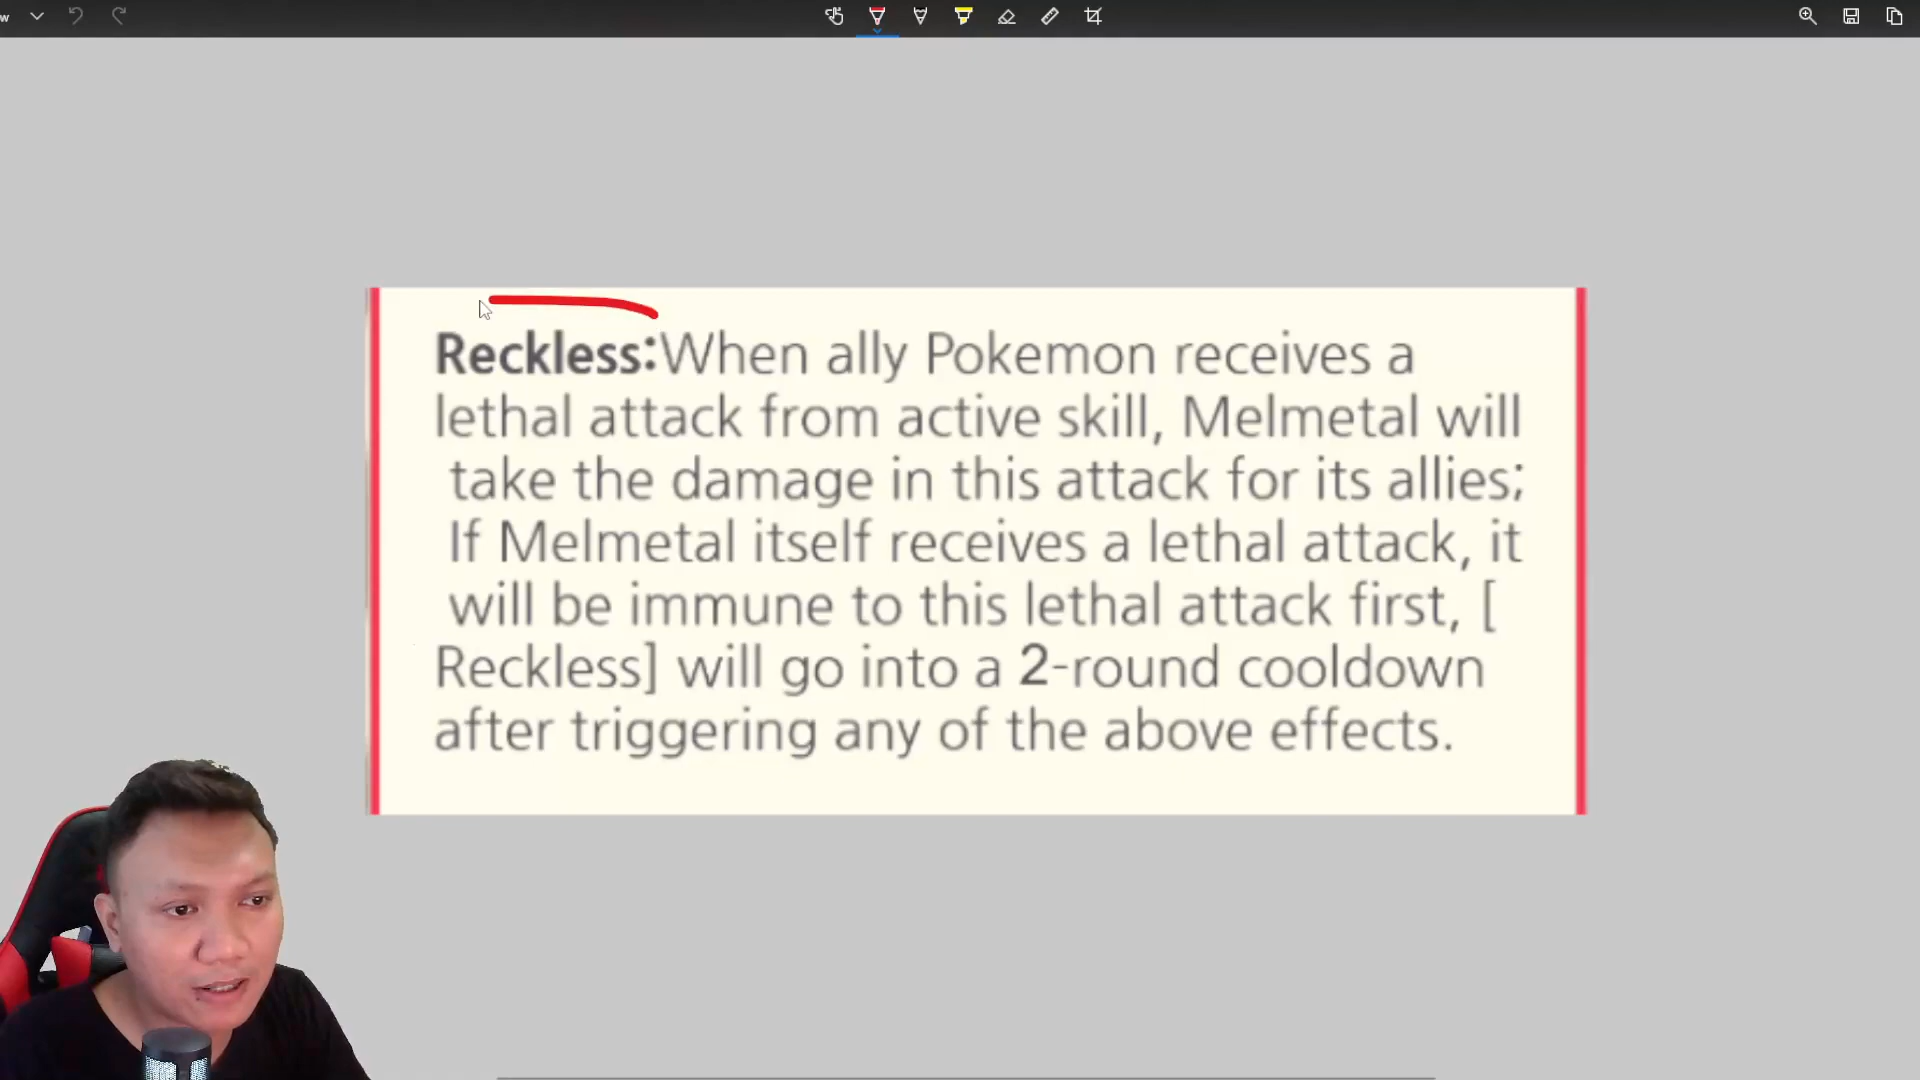 w
Reckless:When ally Pokemon receives a
lethal attack from active skill, Melmetal will
take the damage in this attack for its allies;
If Melmetal itself receives a lethal attack, it
will be immune to this lethal attack first, [
Reckless] will go into a 2-round cooldown
after triggering any of the above effects.